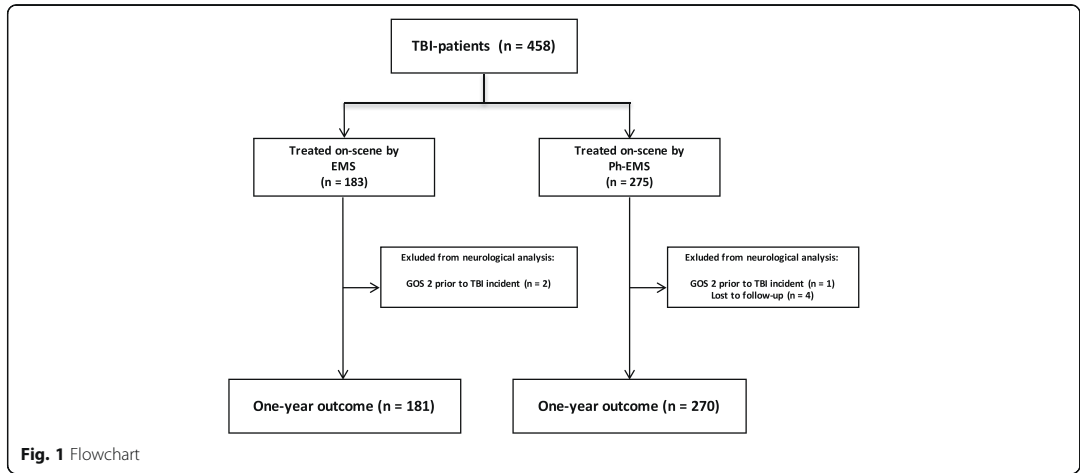 TBI-patients (n = 458)
Treated on-scene by
EMS
(n = 183)
Treated on-scene by
Ph-EMS
(n = 275)
Exluded from neurological analysis:
GOS 2 prior to TBI incident (n = 2)
Exluded from neurological analysis:
GOS 2 prior to TBI incident (n = 1)
Lost to follow-up (n = 4)
One-year outcome (n = 181)
One-year outcome (n = 270)
Fig. 1 Flowchart